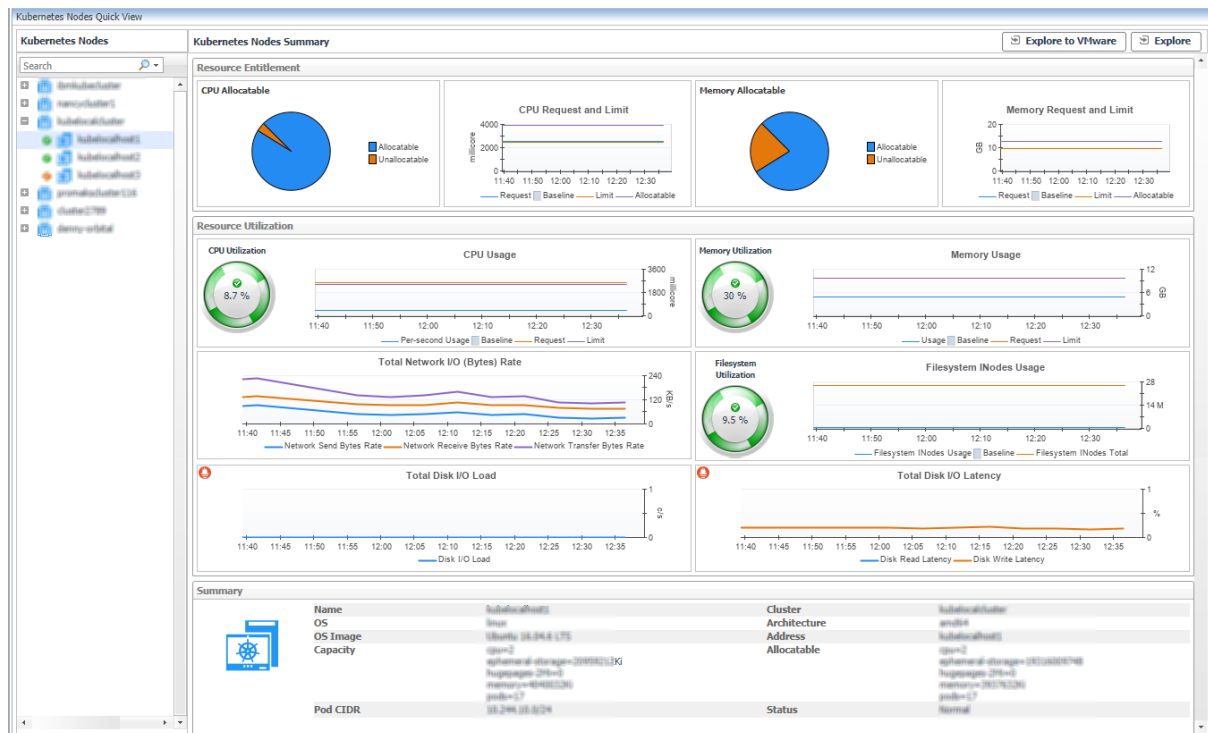 Kubernetes Nodes Quick View
Kubernetes Nodes
Search
Kubernetes Nodes Summary
Explore to VMware
Explore
Resource Entitlement
CPU Allocatable
Allocatable
Unallocatable
CPU Request and Limit
4000
2000
0
millicore
11:40 11:50 12:00 12:10 12:20 12:30
Request Baseline Limit Allocatable
Memory Allocatable
Allocatable
Unallocatable
Memory Request and Limit
20
10
0
GB
11:40 11:50 12:00 12:10 12:20 12:30
Request Baseline Limit Allocatable
Resource Utilization
CPU Utilization
8.7 %
CPU Usage
3600
1800
0
millicore
11:40 11:50 12:00 12:10 12:20 12:30
Per-second Usage Baseline Request Limit
Memory Utilization
30 %
Memory Usage
12
6
0
GB
11:40 11:50 12:00 12:10 12:20 12:30
Usage Baseline Request Limit
Total Network I/O (Bytes) Rate
240
120
0
KB/s
11:40 11:45 11:50 11:55 12:00 12:05 12:10 12:15 12:20 12:25 12:30 12:35
Network Send Bytes Rate Network Receive Bytes Rate Network Transfer Bytes Rate
Filesystem
Utilization
9.5 %
Filesystem INodes Usage
28
14 M
0
11:40 11:50 12:00 12:10 12:20 12:30
Filesystem INodes Usage Baseline Filesystem INodes Total
Total Disk I/O Load
1
0
c/s
11:40 11:45 11:50 11:55 12:00 12:05 12:10 12:15 12:20 12:25 12:30 12:35
Disk I/O Load
Total Disk I/O Latency
1
0
%
11:40 11:45 11:50 11:55 12:00 12:05 12:10 12:15 12:20 12:25 12:30 12:35
Disk Read Latency Disk Write Latency
Summary
Name
Cluster
OS
Architecture
OS Image
Address
Capacity
Allocatable
Ki
Pod CIDR
Status